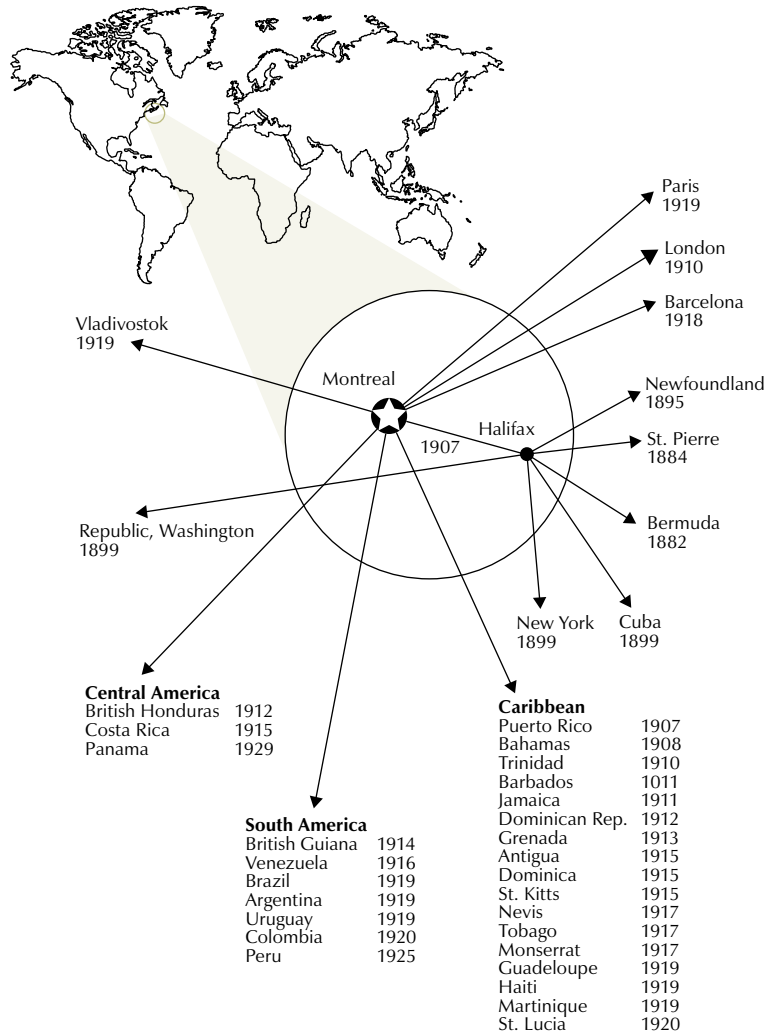 Paris
1919
London
1910
Barcelona
1918
Vladivostok
1919
Montreal
Newfoundland
1895
Halifax
1907
St. Pierre
1884
Republic, Washington
1899
Bermuda
1882
New York
1899
Cuba
1899
Central America
British Honduras 1912
Costa Rica 1915
Panama 1929
South America
British Guiana 1914
Venezuela 1916
Brazil 1919
Argentina 1919
Uruguay 1919
Colombia 1920
Peru 1925
Caribbean
Puerto Rico 1907
Bahamas 1908
Trinidad 1910
Barbados 1011
Jamaica 1911
Dominican Rep. 1912
Grenada 1913
Antigua 1915
Dominica 1915
St. Kitts 1915
Nevis 1917
Tobago 1917
Monserrat 1917
Guadeloupe 1919
Haiti 1919
Martinique 1919
St. Lucia 1920